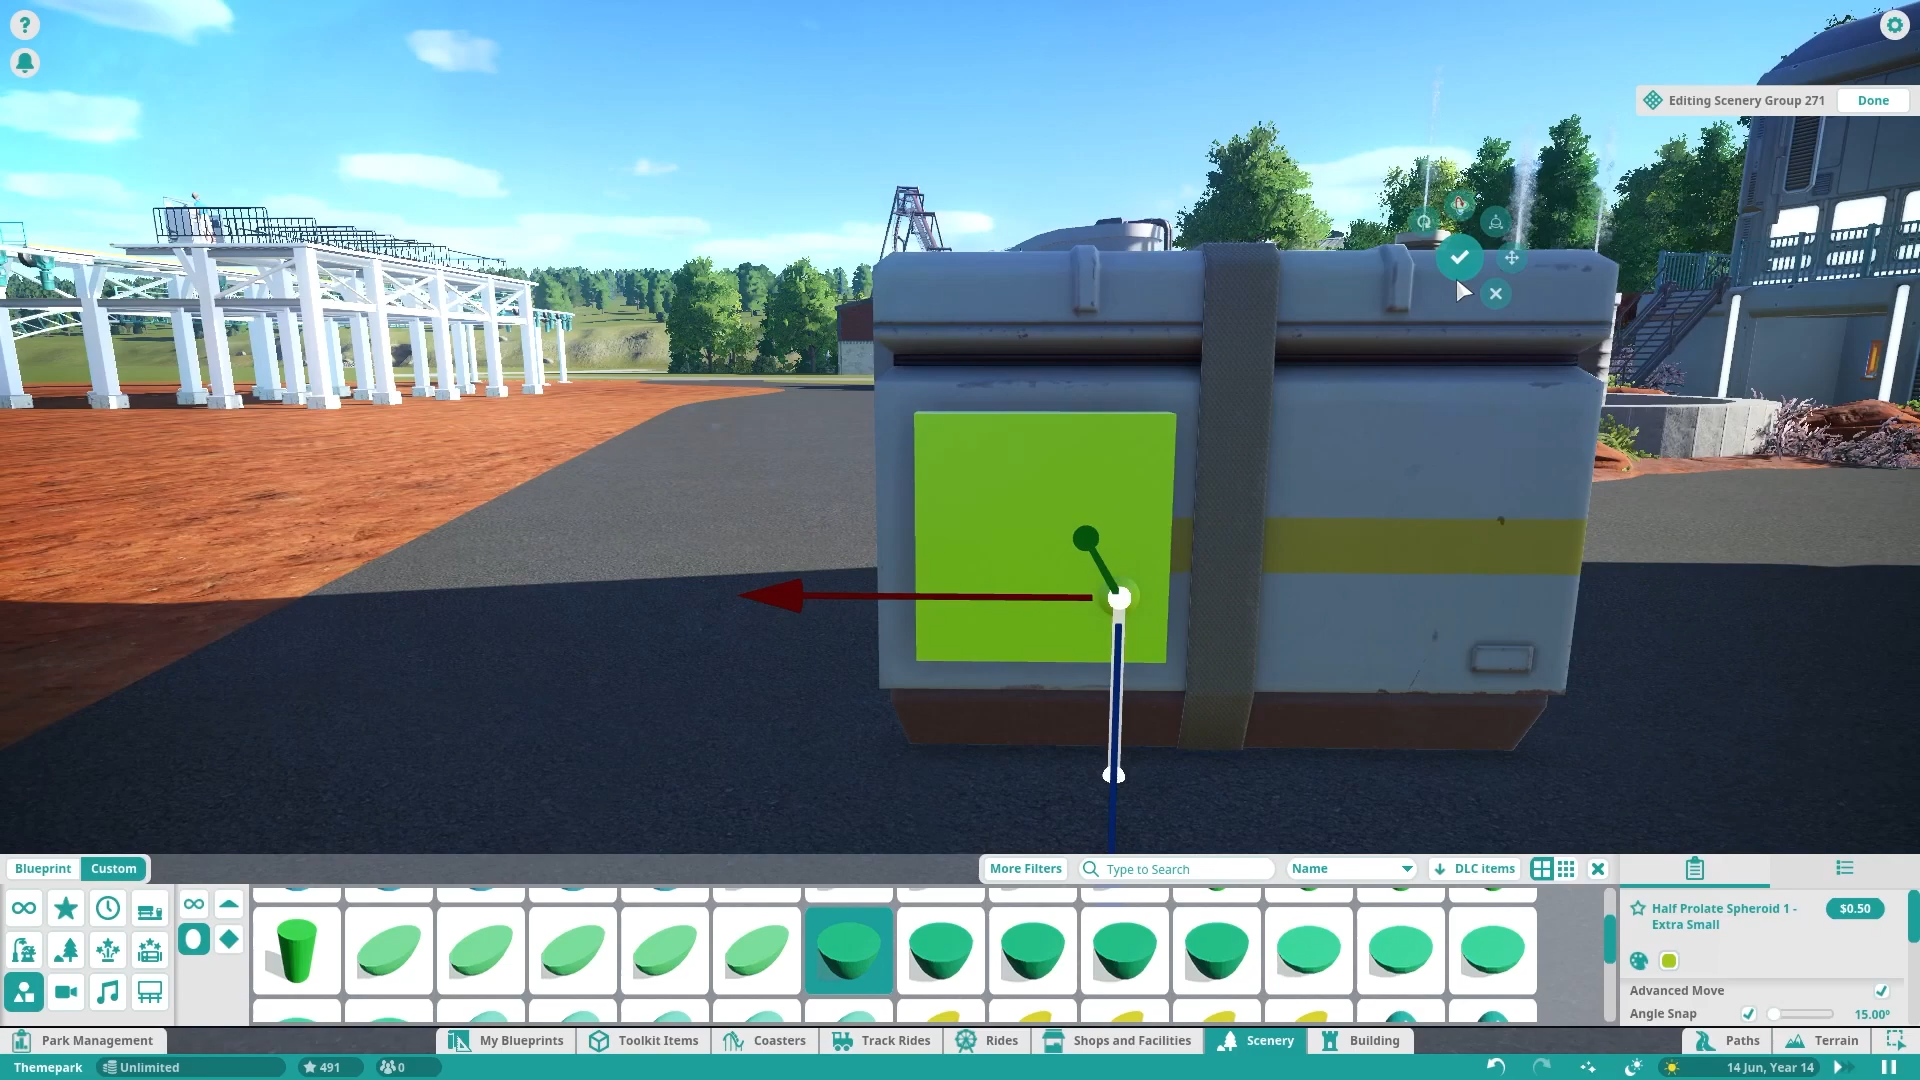 Editing Scenery Group 271
Done
Blueprint
Custom
More Filters
Type to Search
Name
DLC items
Half Prolate Spheroid 1 -
Extra Small
$0.50
Advanced Move
Angle Snap
15.00°
Park Management
My Blueprints
Toolkit Items
Coasters
Track Rides
Rides
Shops and Facilities
Scenery
Building
Paths
Terrain
Themepark
Unlimited
491
0
14 Jun, Year 14